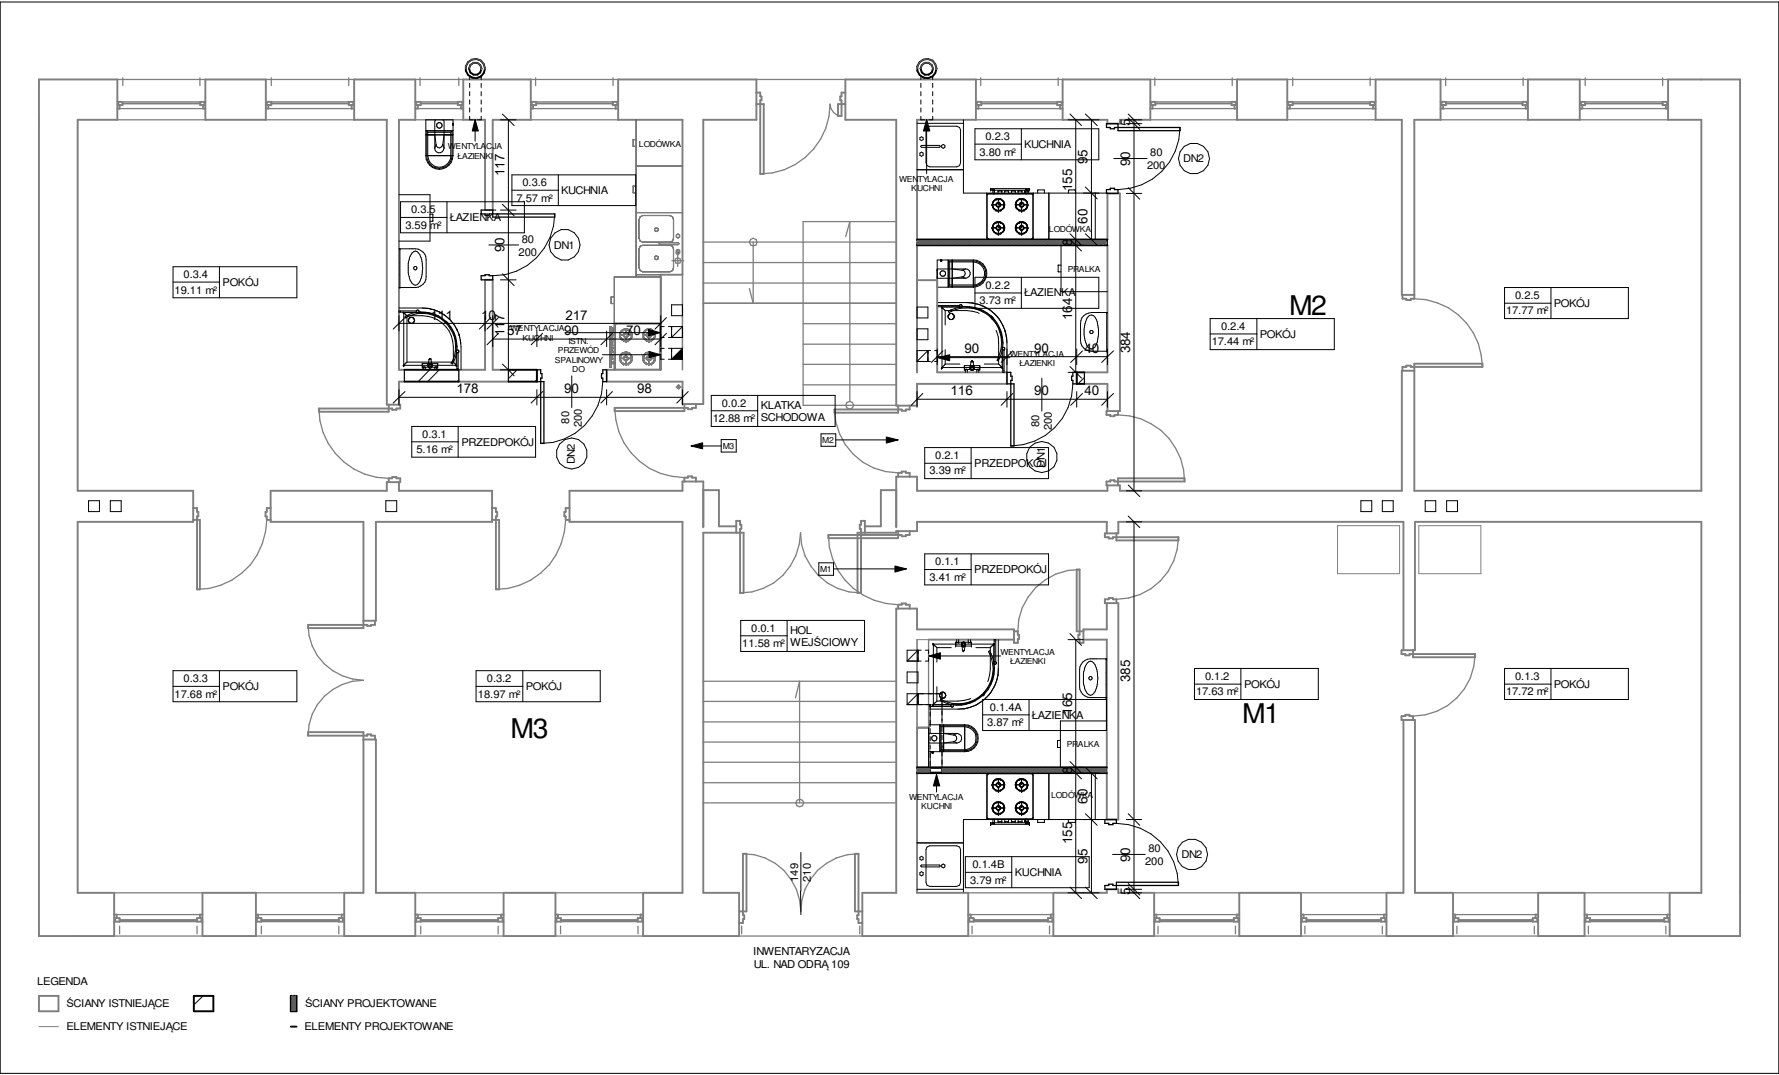 WENTYLACJA
ŁAZIENKI
117
LODÓWKA
0.3.6
7.57 m²
KUCHNIA
0.3.5
3.59 m²
ŁAZIENKA
90
80
200
DN1
0.3.4
19.11 m²
POKÓJ
111
10
117
217
57
90
70
WENTYLACJA
KUCHNI
ISTN.
PRZEWÓD
SPALINOWY
DO
178
90
98
80
200
DN2
0.3.1
5.16 m²
PRZEDPOKÓJ
0.0.2
12.88 m²
KLATKA
SCHODOWA
M3
M2
WENTYLACJA
KUCHNI
0.2.3
3.80 m²
KUCHNIA
5
95
155
60
90
80
200
DN2
LODÓWKA
8
PRALKA
0.2.2
3.73 m²
ŁAZIENKA
164
384
90
90
40
WENTYLACJA
ŁAZIENKI
116
90
40
80
200
DN1
0.2.1
3.39 m²
PRZEDPOKÓJ
M2
0.2.4
17.44 m²
POKÓJ
0.2.5
17.77 m²
POKÓJ
M1
0.1.1
3.41 m²
PRZEDPOKÓJ
0.0.1
11.58 m²
HOL
WEJŚCIOWY
WENTYLACJA
ŁAZIENKI
385
165
0.1.4A
3.87 m²
ŁAZIENKA
PRALKA
8
0.3.3
17.68 m²
POKÓJ
0.3.2
18.97 m²
POKÓJ
M3
0.1.2
17.63 m²
POKÓJ
M1
0.1.3
17.72 m²
POKÓJ
WENTYLACJA
KUCHNI
LODÓWKA
60
155
95
90
80
200
DN2
5
0.1.4B
3.79 m²
KUCHNIA
149
210
INWENTARYZACJA
UL. NAD ODRĄ 109
LEGENDA
ŚCIANY ISTNIEJĄCE
ŚCIANY PROJEKTOWANE
ELEMENTY ISTNIEJĄCE
ELEMENTY PROJEKTOWANE